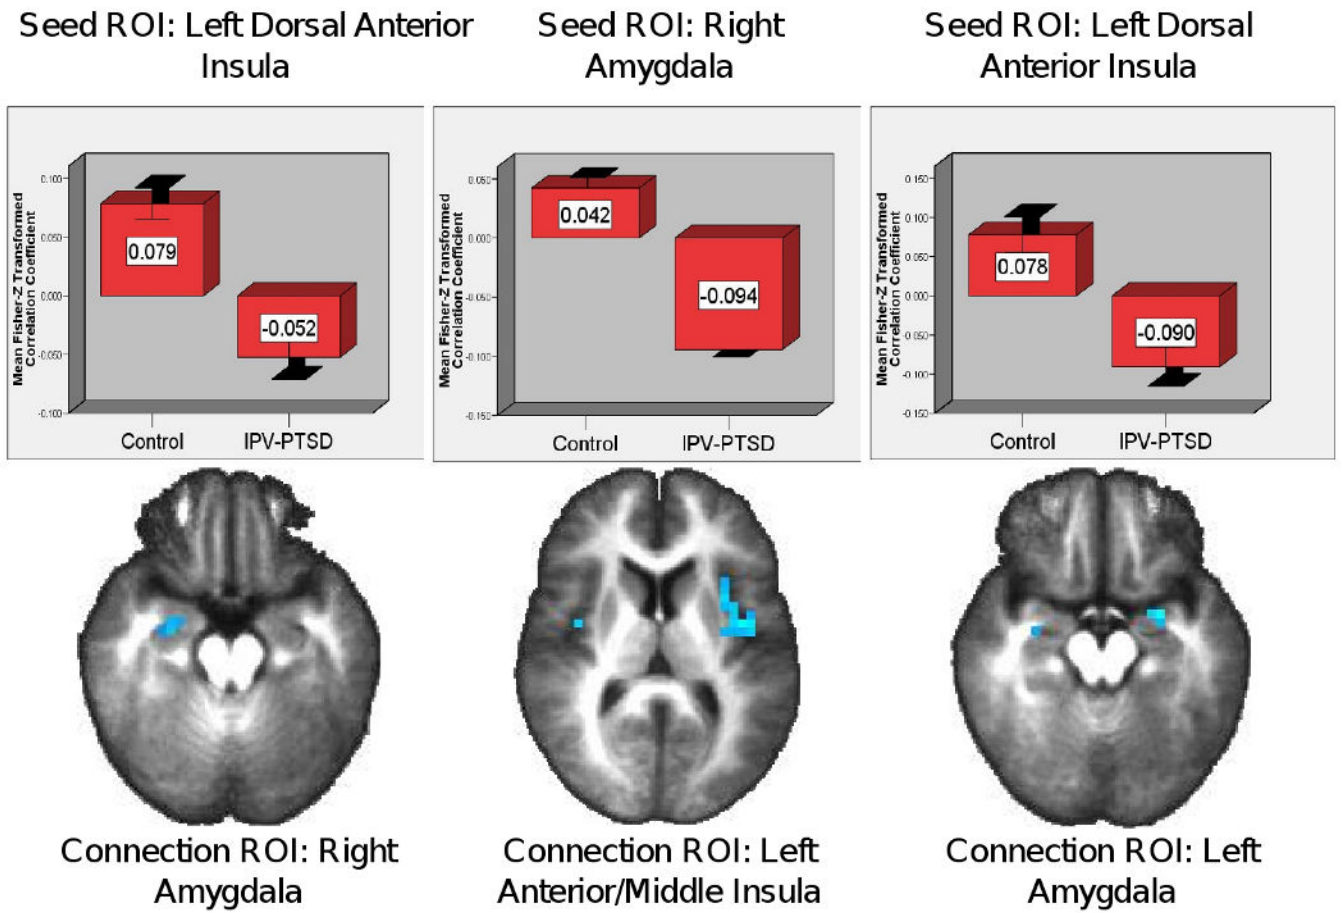 Seed ROI: Left Dorsal Anterior
Insula
Seed ROI: Right
Amygdala
Seed ROI: Left Dorsal
Anterior Insula
Mean Fisher-Z Transformed
Correlation Coefficient
0.100
0.050
0.000
-0.050
-0.100
0.079
-0.052
Control
IPV-PTSD
Mean Fisher-Z Transformed
Correlation Coefficient
0.050
0.000
-0.050
-0.100
-0.150
0.042
-0.094
Control
IPV-PTSD
Mean Fisher-Z Transformed
Correlation Coefficient
0.150
0.100
0.050
0.000
-0.050
-0.100
-0.150
0.078
-0.090
Control
IPV-PTSD
Connection ROI: Right
Amygdala
Connection ROI: Left
Anterior/Middle Insula
Connection ROI: Left
Amygdala